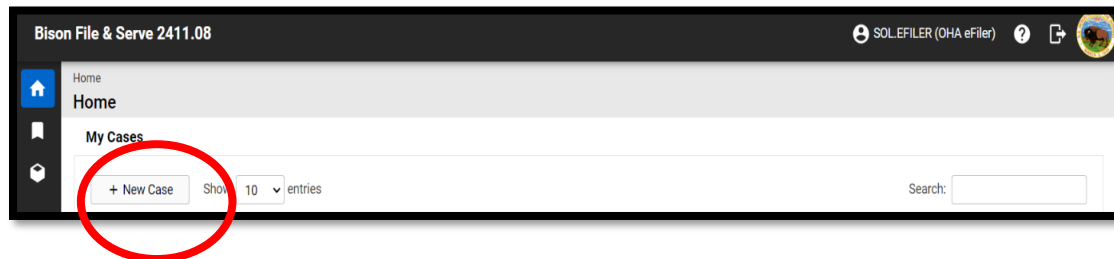 Bison File & Serve 2411.08
SOL.EFILER (OHA eFiler)
?
Home
Home
My Cases
+ New Case
Show 10 entries
Search: